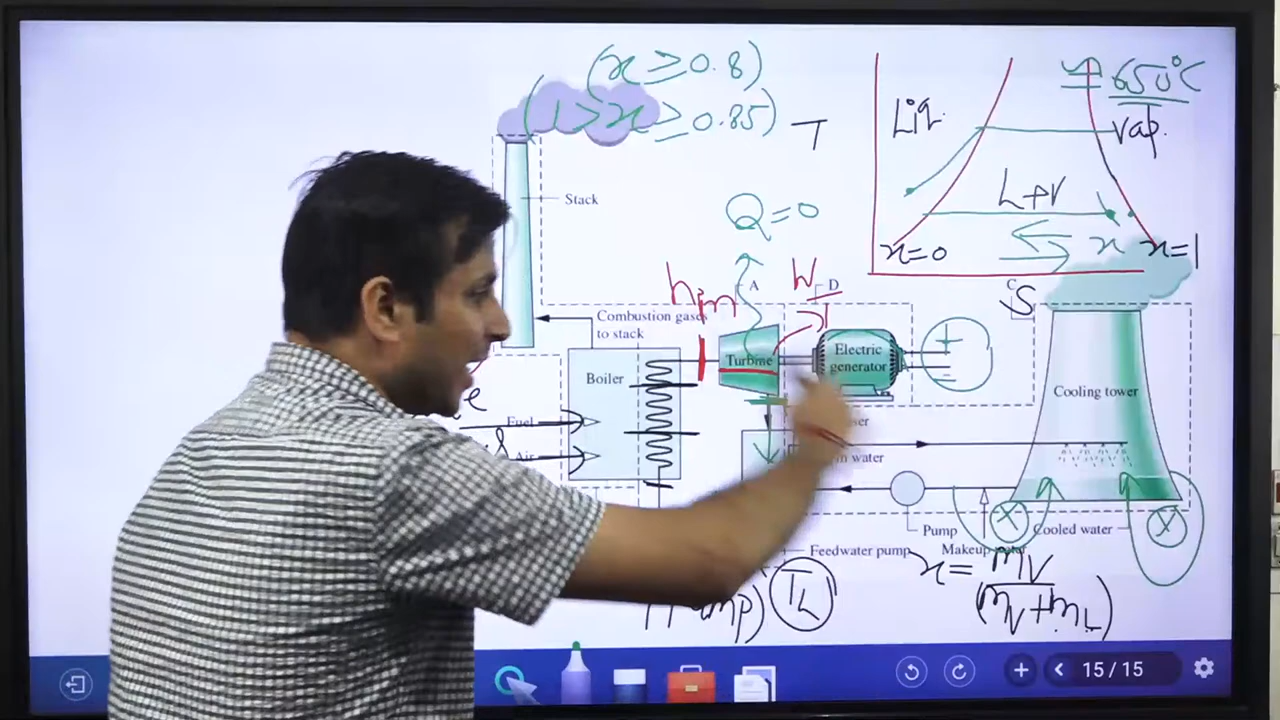 (x ≥ 0.8)
(1 > x ≥ 0.85)
T
Liq.
650°C
vap.
L+V
x=0
x
x=1
S
Stack
Q=0
hin
W
A
D
C
Combustion gases
to stack
Boiler
Turbine
Electric
generator
+
Cooling tower
Fuel
Air
water
Pump
Makeup water
Cooled water
Feedwater pump
TL
x = mV
(mV + mL)
15 / 15